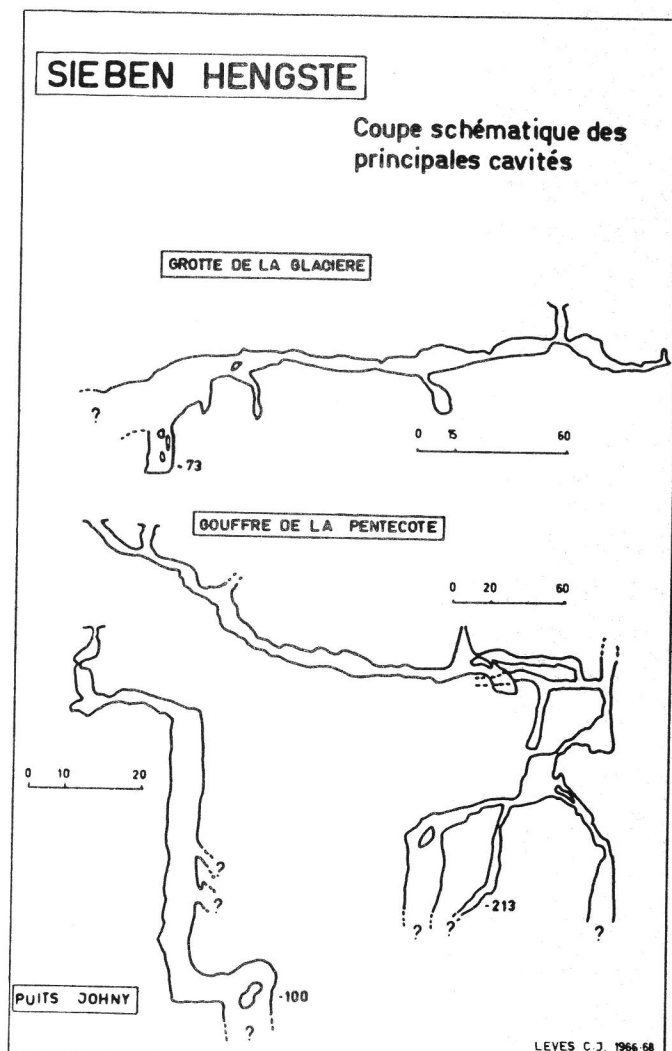 SIEBEN HENGSTE
Coupe schématique des
principales cavités
GROTTE DE LA GLACIERE
?
-73
0 15 60
GOUFFRE DE LA PENTECOTE
0 20 60
0 10 20
?
?
-213
? ? ?
PUITS JOHNY
-100
?
LEVES C.J. 1966-68